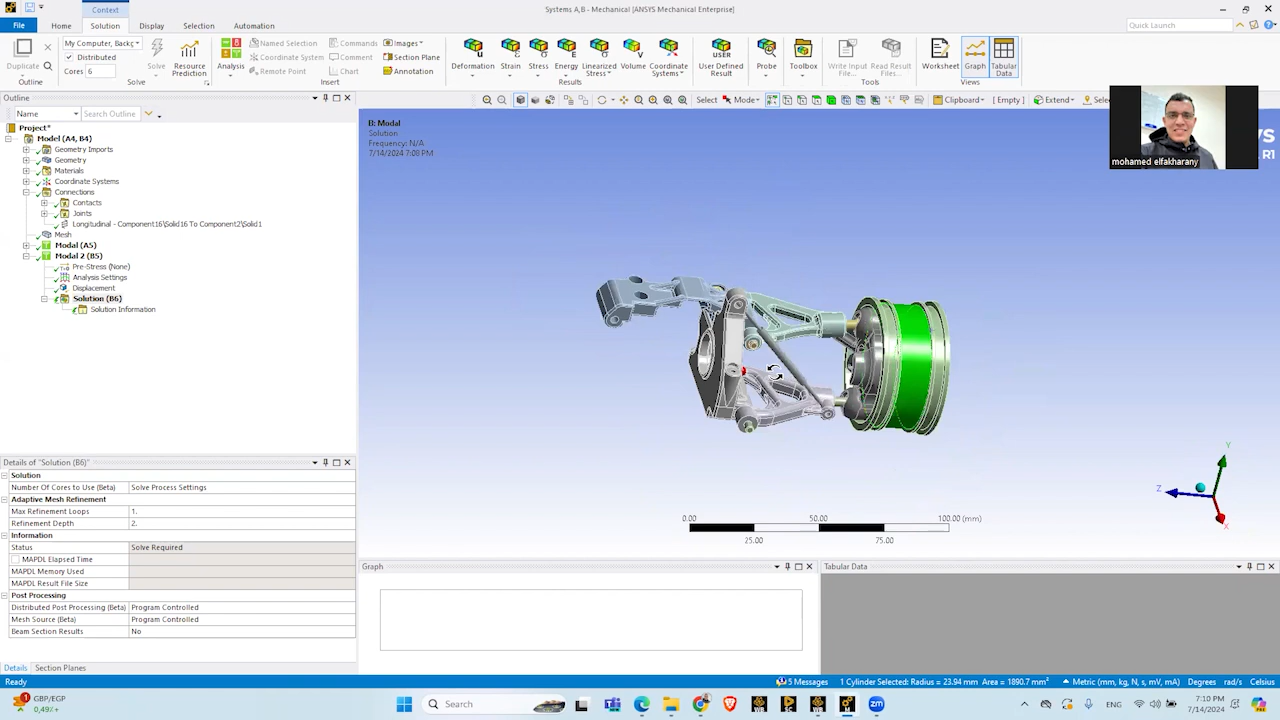 Context
Systems A,B - Mechanical [ANSYS Mechanical Enterprise]
File Home Solution Display Selection Automation
Quick Launch
My Computer, Backg
Distributed
Cores 6
Duplicate
Outline
Solve
Resource Prediction
Solve
Analysis
Named Selection
Coordinate System
Remote Point
Commands
Comment
Chart
Images
Section Plane
Annotation
Insert
Deformation Strain Stress Energy Linearized Stress Volume Coordinate Systems
Results
User Defined Result
Probe
Toolbox
Write Input File...
Read Result Files...
Tools
Worksheet Graph Tabular Data
Views
Outline
Name Search Outline
Select Mode Clipboard [ Empty ] Extend
Project*
Model (A4, B4)
Geometry Imports
Geometry
Materials
Coordinate Systems
Connections
Contacts
Joints
Longitudinal - Component16\Solid16 To Component2\Solid1
Mesh
Modal (A5)
Modal 2 (B5)
Pre-Stress (None)
Analysis Settings
Displacement
Solution (B6)
Solution Information
B: Modal
Solution
Frequency: N/A
7/14/2024 7:08 PM
mohamed elfakharany
R1
Y
Z
X
0.00 50.00 100.00 (mm)
25.00 75.00
Details of "Solution (B6)"
Solution
Number Of Cores to Use (Beta) Solve Process Settings
Adaptive Mesh Refinement
Max Refinement Loops 1.
Refinement Depth 2.
Information
Status Solve Required
MAPDL Elapsed Time
MAPDL Memory Used
MAPDL Result File Size
Post Processing
Distributed Post Processing (Beta) Program Controlled
Mesh Source (Beta) Program Controlled
Beam Section Results No
Details Section Planes
Graph
Tabular Data
Ready
5 Messages
1 Cylinder Selected: Radius = 23.94 mm Area = 1890.7 mm²
Metric (mm, kg, N, s, mV, mA) Degrees rad/s Celsius
GBP/EGP
0,49%
Search
ENG
7:10 PM
7/14/2024